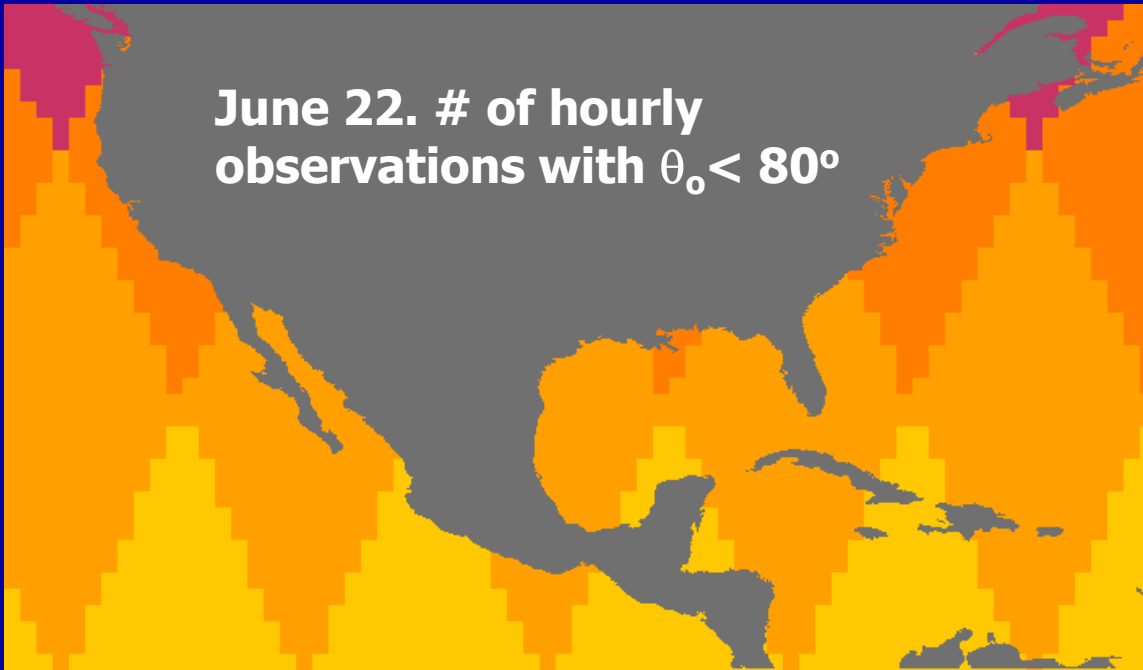 June 22. # of hourly
observations with θₒ< 80º